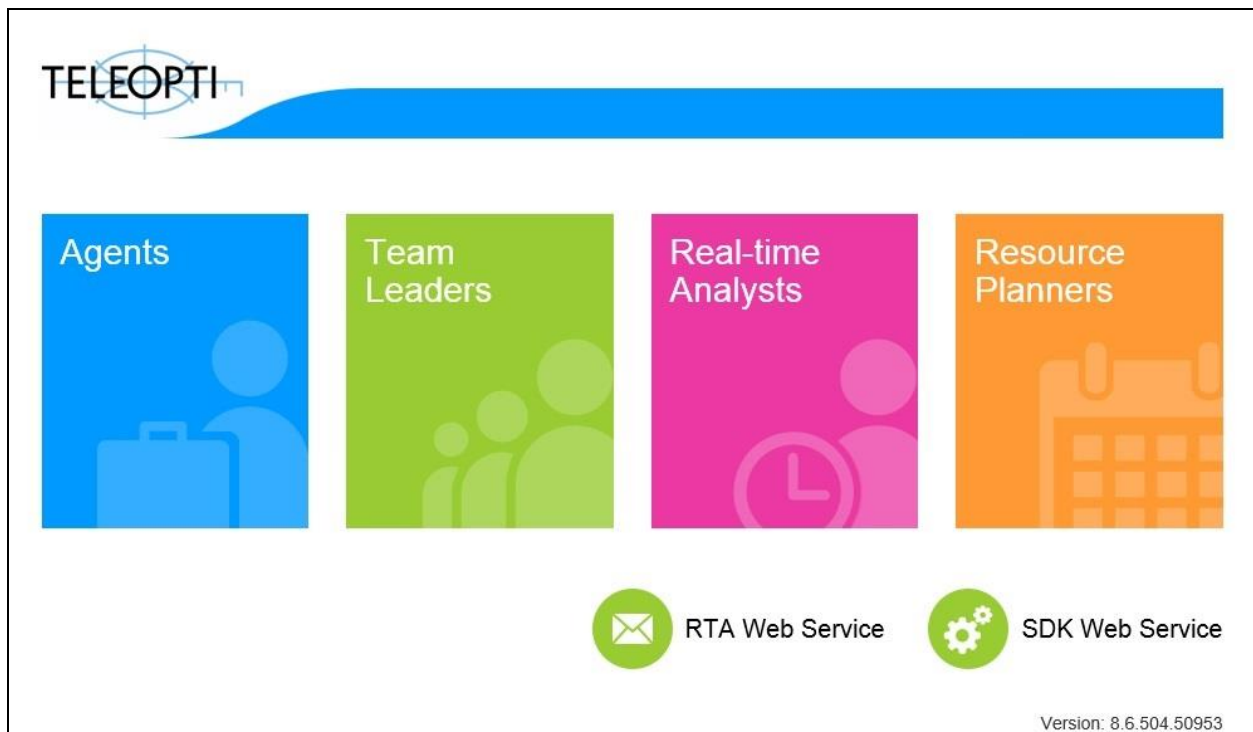 TELEOPTI
Agents
Team
Leaders
Real-time
Analysts
Resource
Planners
RTA Web Service
SDK Web Service
Version: 8.6.504.50953